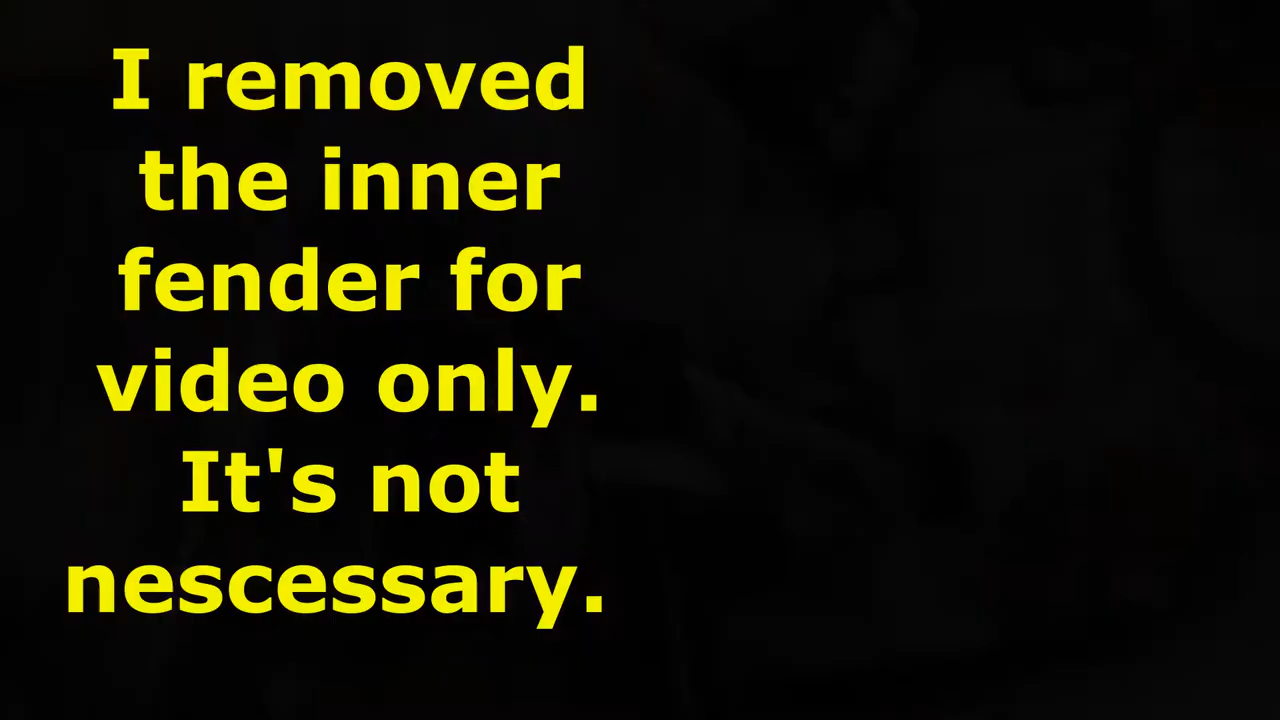 I removed
the inner
fender for
video only.
It's not
nescessary.